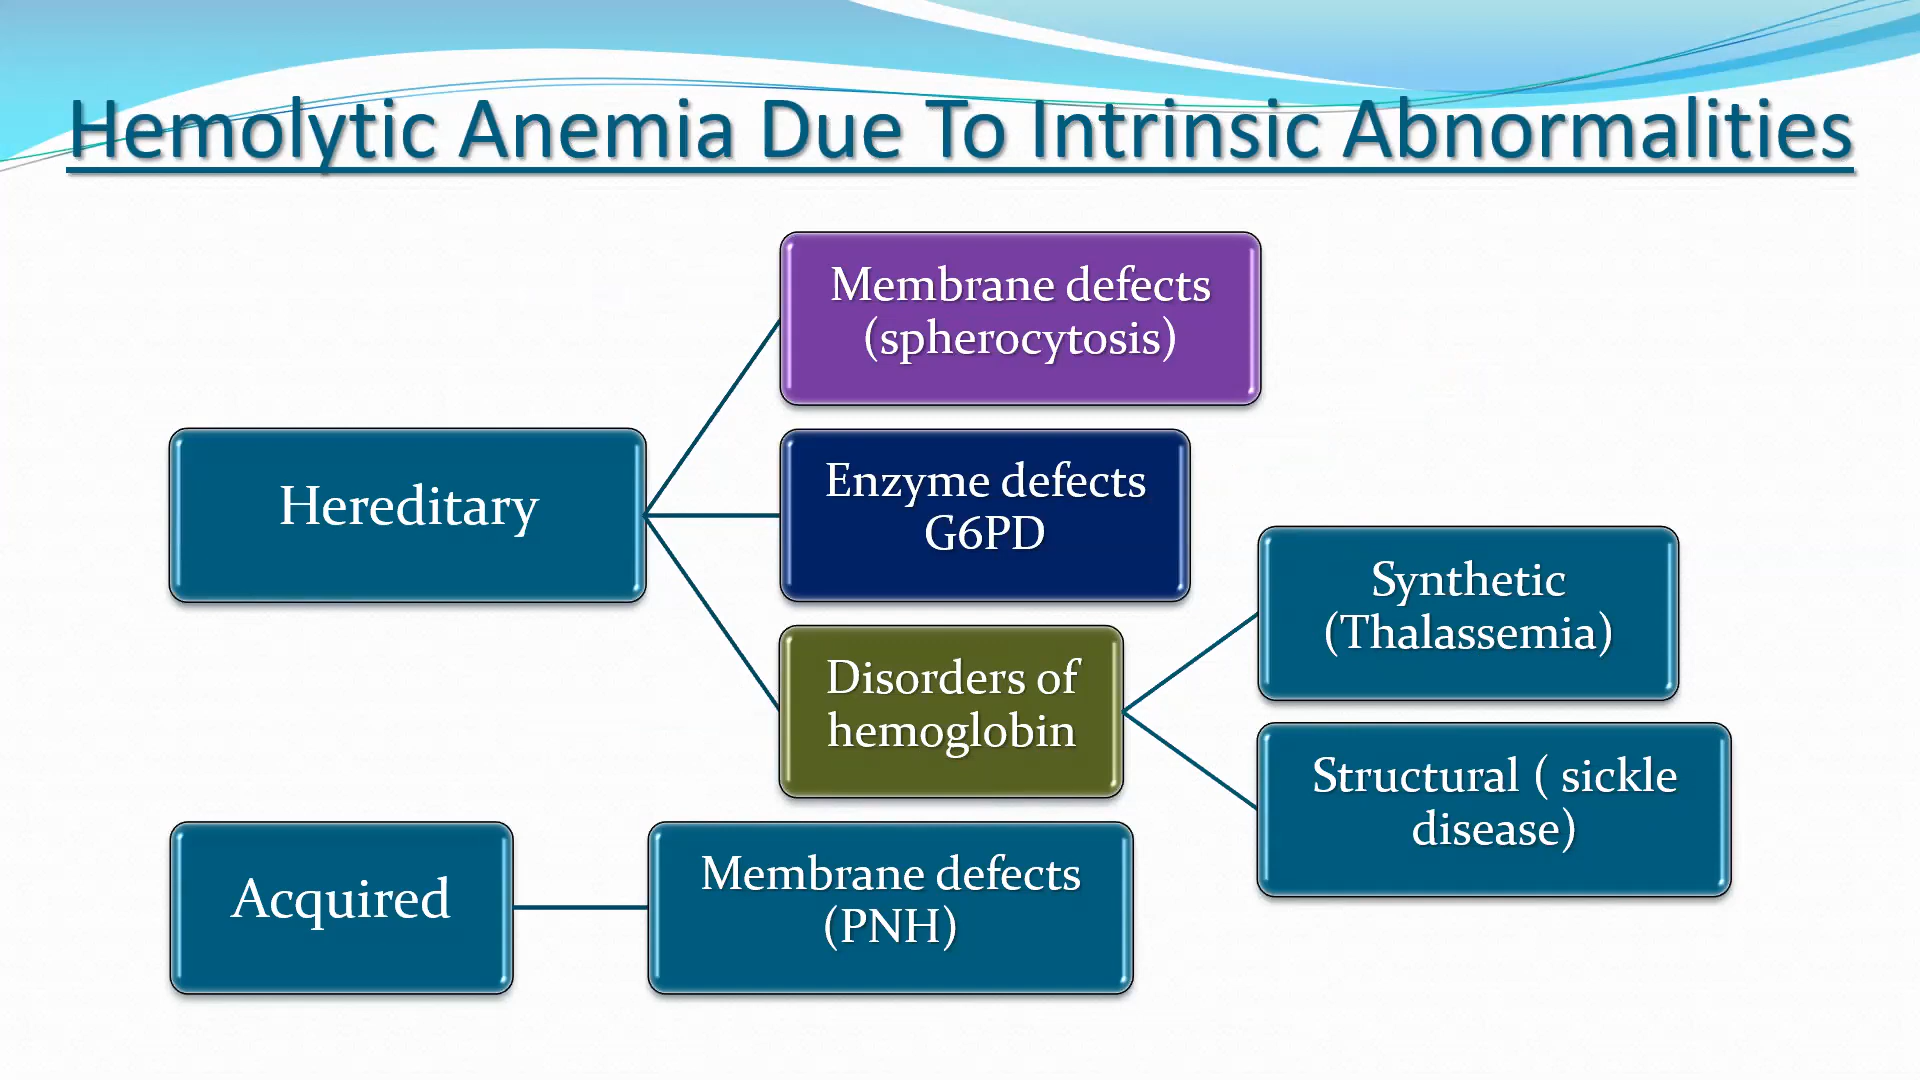 Hemolytic Anemia Due To Intrinsic Abnormalities
Hereditary
Membrane defects
(spherocytosis)
Enzyme defects
G6PD
Disorders of
hemoglobin
Synthetic
(Thalassemia)
Structural ( sickle
disease)
Acquired
Membrane defects
(PNH)